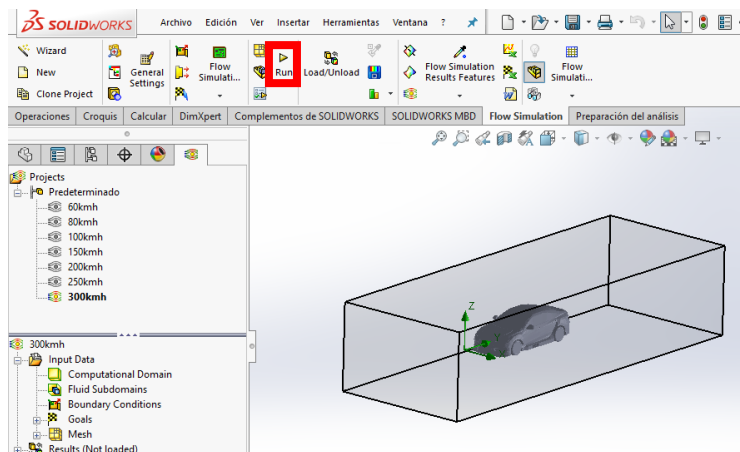 SOLIDWORKS
Archivo Edición Ver Insertar Herramientas Ventana ?
Wizard
New
Clone Project
General Settings
Flow Simulati...
Run
Load/Unload
Flow Simulation Results Features
Flow Simulati...
Operaciones Croquis Calcular DimXpert Complementos de SOLIDWORKS SOLIDWORKS MBD Flow Simulation Preparación del análisis
Projects
Predeterminado
60kmh
80kmh
100kmh
150kmh
200kmh
250kmh
300kmh
Z
Y
300kmh
Input Data
Computational Domain
Fluid Subdomains
Boundary Conditions
Goals
Mesh
Results (Not loaded)